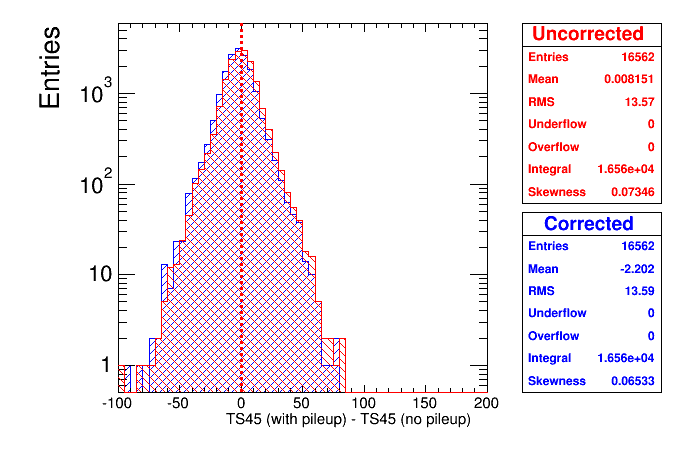 Entries
10³
10²
10
1
-100 -50 0 50 100 150 200
TS45 (with pileup) - TS45 (no pileup)
Uncorrected
Entries 16562
Mean 0.008151
RMS 13.57
Underflow 0
Overflow 0
Integral 1.656e+04
Skewness 0.07346
Corrected
Entries 16562
Mean -2.202
RMS 13.59
Underflow 0
Overflow 0
Integral 1.656e+04
Skewness 0.06533